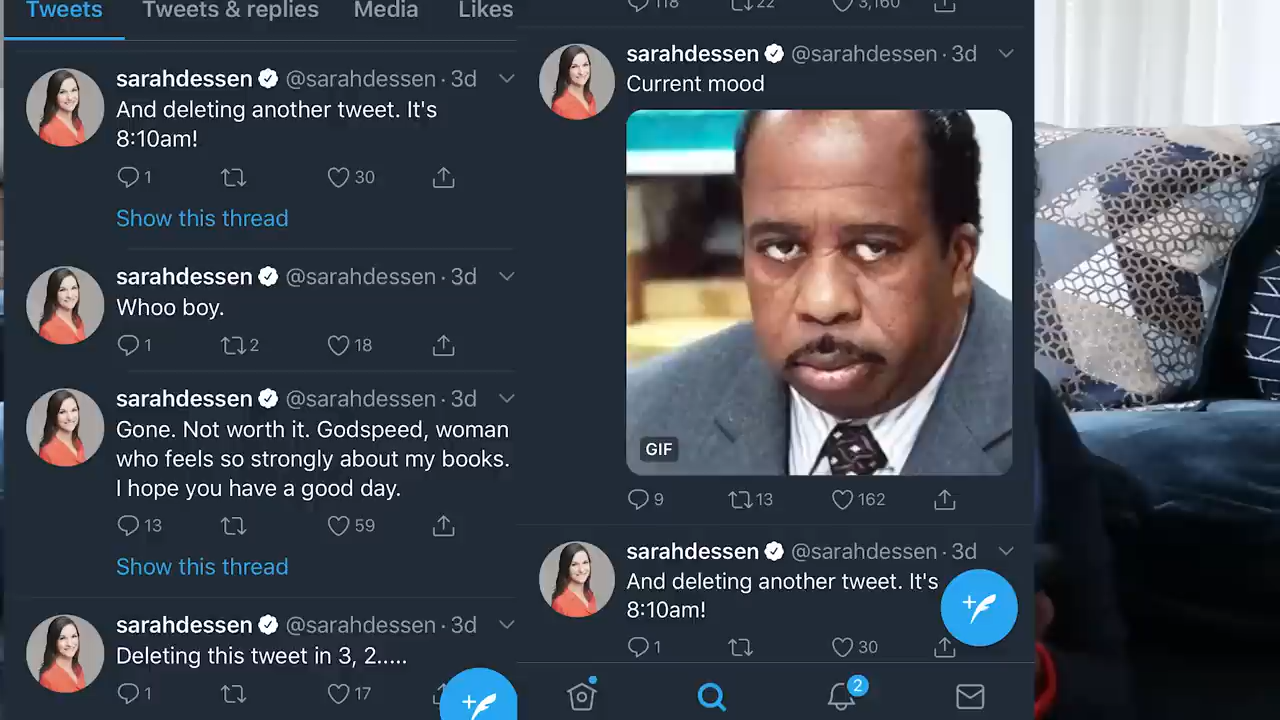 Tweets Tweets & replies Media Likes
sarahdessen @sarahdessen · 3d
And deleting another tweet. It's
8:10am!
1 30
Show this thread
sarahdessen @sarahdessen · 3d
Whoo boy.
1 2 18
sarahdessen @sarahdessen · 3d
Gone. Not worth it. Godspeed, woman
who feels so strongly about my books.
I hope you have a good day.
13 59
Show this thread
sarahdessen @sarahdessen · 3d
Deleting this tweet in 3, 2.....
1 17
118 22 3,160
sarahdessen @sarahdessen · 3d
Current mood
GIF
9 13 162
sarahdessen @sarahdessen · 3d
And deleting another tweet. It's
8:10am!
1 30
2